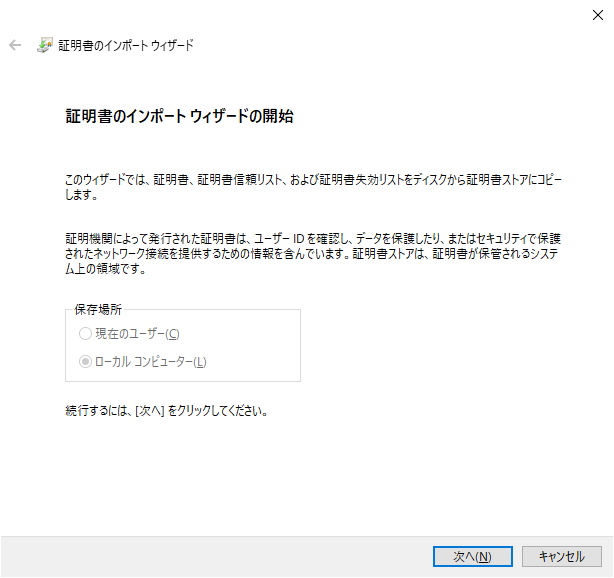 証明書のインポート ウィザード
証明書のインポート ウィザードの開始
このウィザードでは、証明書、証明書信頼リスト、および証明書失効リストをディスクから証明書ストアにコピー
します。
証明機関によって発行された証明書は、ユーザー ID を確認し、データを保護したり、またはセキュリティで保護
されたネットワーク接続を提供するための情報を含んでいます。証明書ストアは、証明書が保管されるシステ
ム上の領域です。
保存場所
現在のユーザー(C)
ローカル コンピューター(L)
続行するには、[次へ] をクリックしてください。
次へ(N)
キャンセル